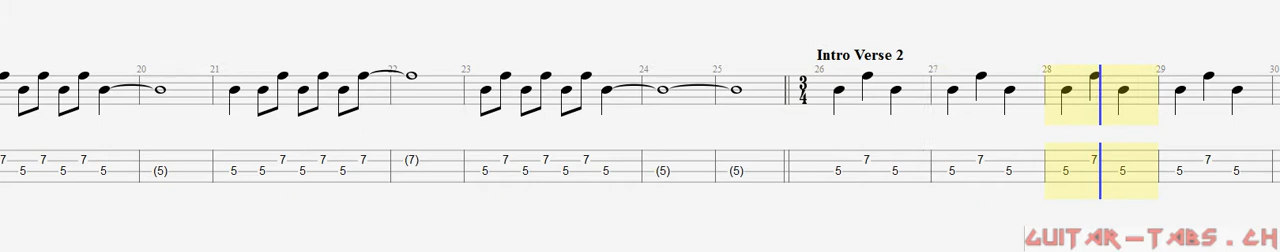 Intro Verse 2
20 21 22 23 24 25 26 27 28 29 30
3
4
7 7 7 7 7 7 (7) 7 7 7 7 7 7 7
5 5 5 (5) 5 5 5 5 5 5 5 5 (5) (5) 5 5 5 5 5 5 5 5
GUITAR-TABS.CH